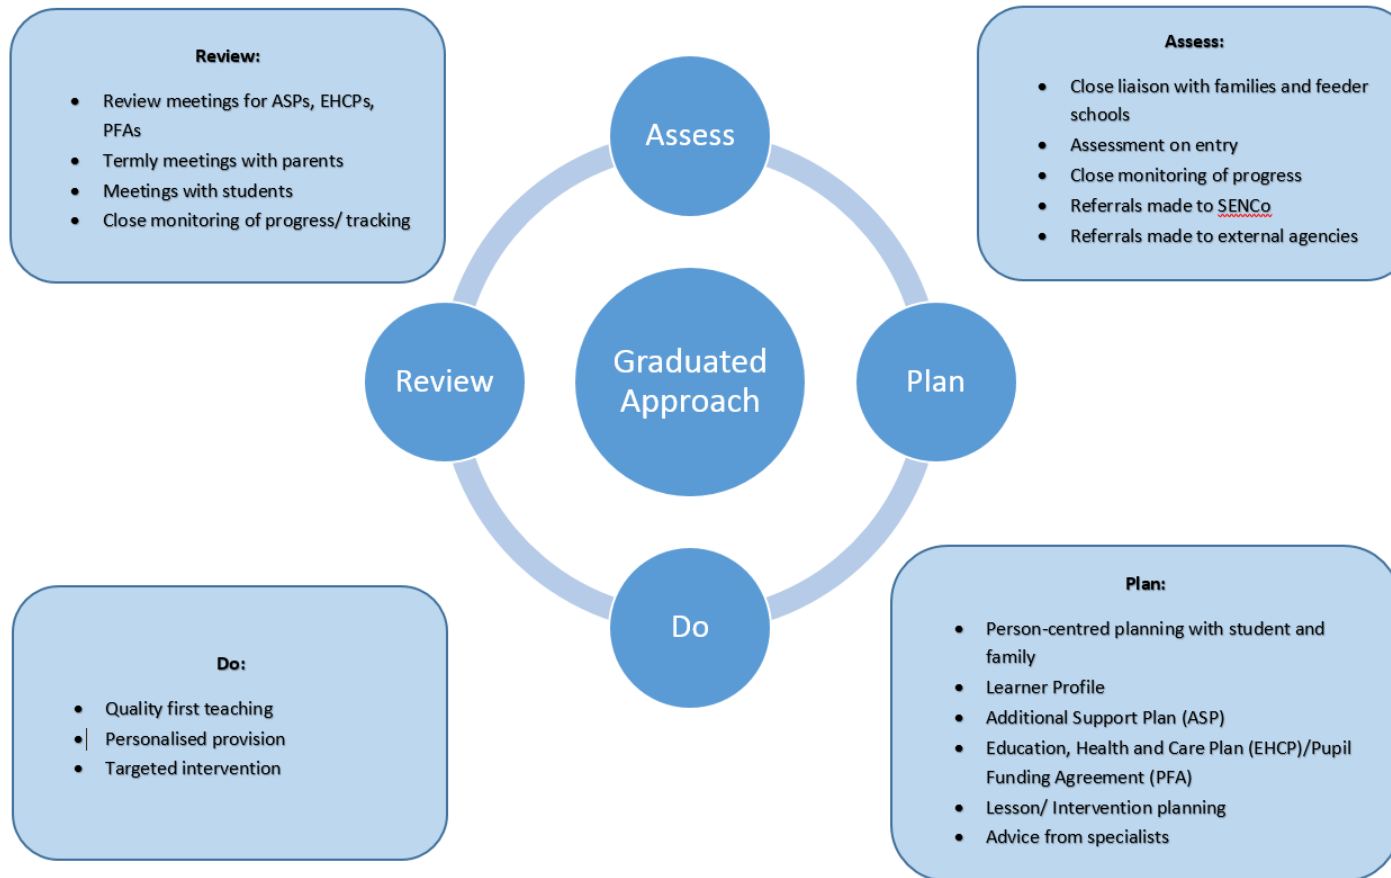 Review:
• Review meetings for ASPs, EHCPs,
PFAs
• Termly meetings with parents
• Meetings with students
• Close monitoring of progress/ tracking
Assess:
• Close liaison with families and feeder
schools
• Assessment on entry
• Close monitoring of progress
• Referrals made to SENCo
• Referrals made to external agencies
Assess
Review
Graduated
Approach
Plan
Do
Do:
• Quality first teaching
• Personalised provision
• Targeted intervention
Plan:
• Person-centred planning with student and
family
• Learner Profile
• Additional Support Plan (ASP)
• Education, Health and Care Plan (EHCP)/Pupil
Funding Agreement (PFA)
• Lesson/ Intervention planning
• Advice from specialists